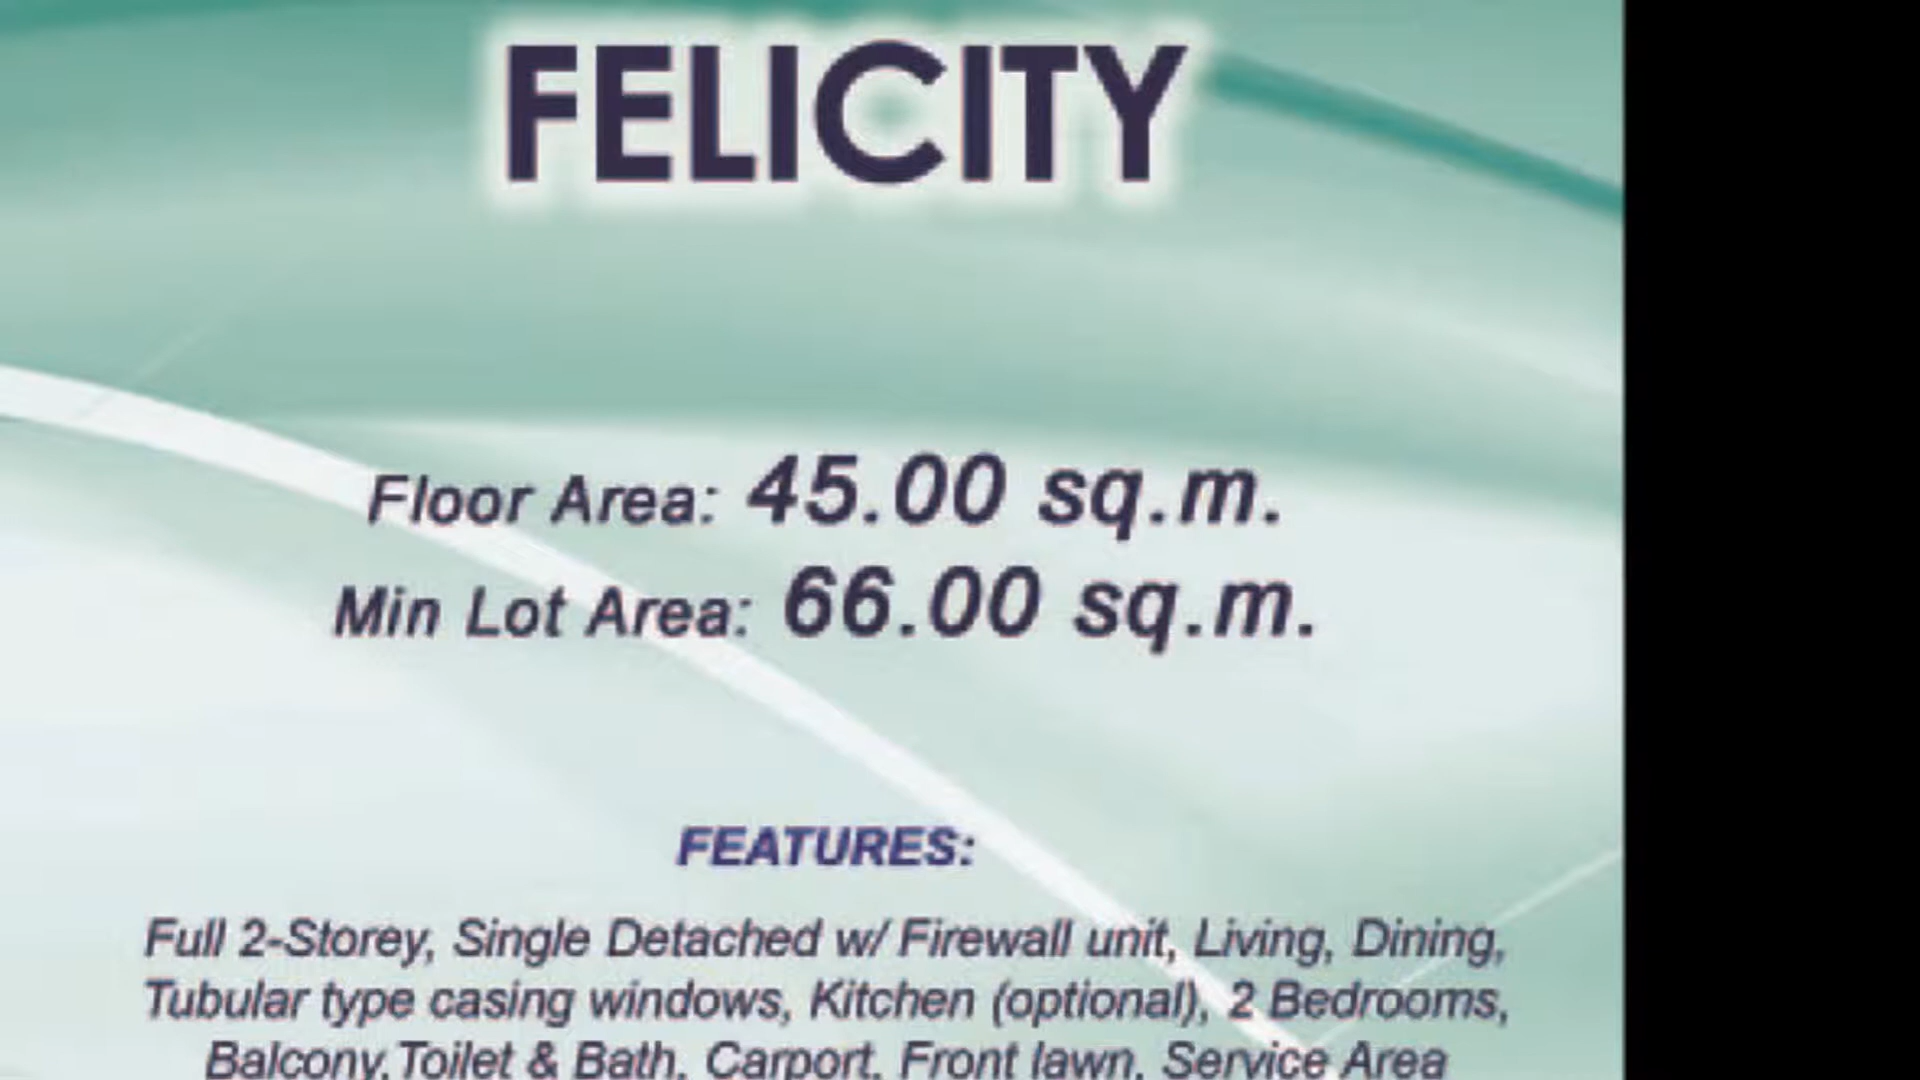 FELICITY
Floor Area: 45.00 sq.m.
Min Lot Area: 66.00 sq.m.
FEATURES:
Full 2-Storey, Single Detached w/ Firewall unit, Living, Dining,
Tubular type casing windows, Kitchen (optional), 2 Bedrooms,
Balcony,Toilet & Bath, Carport, Front lawn, Service Area